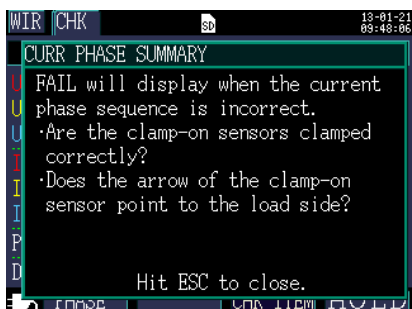 WIR CHK SD 13-01-21
09:48:06
CURR PHASE SUMMARY
FAIL will display when the current
phase sequence is incorrect.
·Are the clamp-on sensors clamped
correctly?
·Does the arrow of the clamp-on
sensor point to the load side?
Hit ESC to close.
U
U
U
I
I
I
P
D
PHASE CHK ITEM HOLD